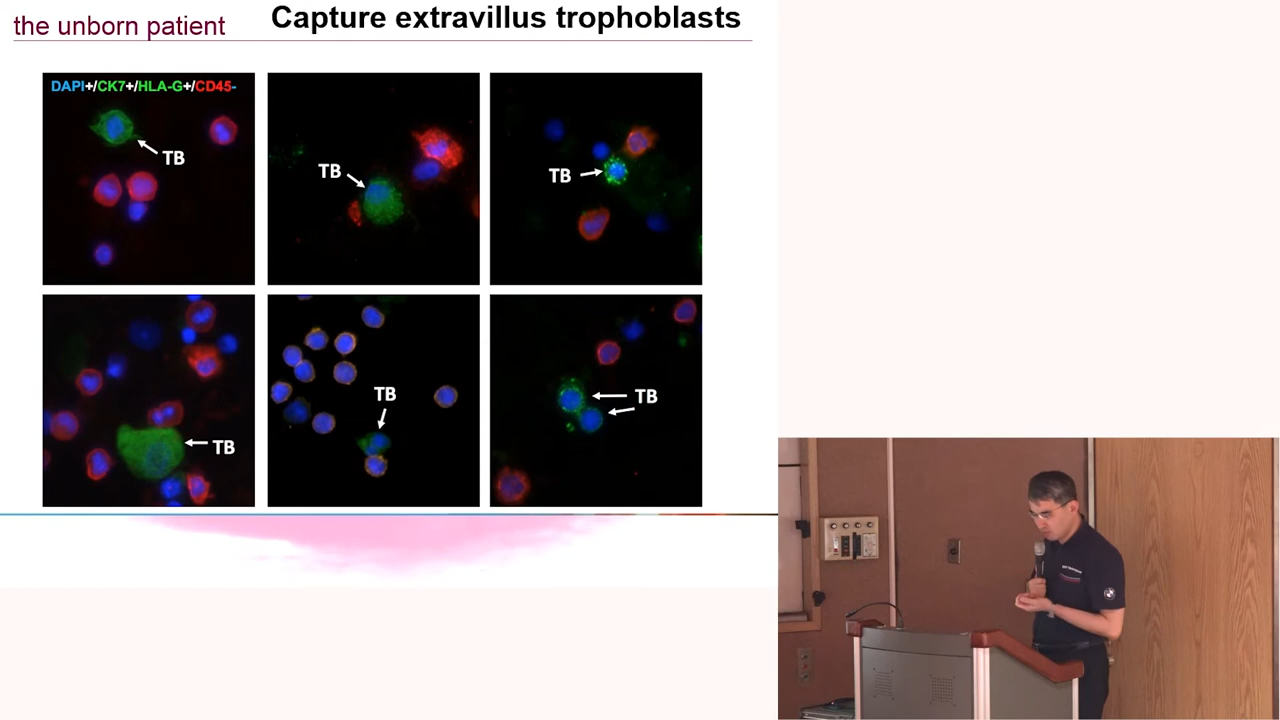 the unborn patient
Capture extravillus trophoblasts
DAPI+/CK7+/HLA-G+/CD45-
TB
TB
TB
TB
TB
TB